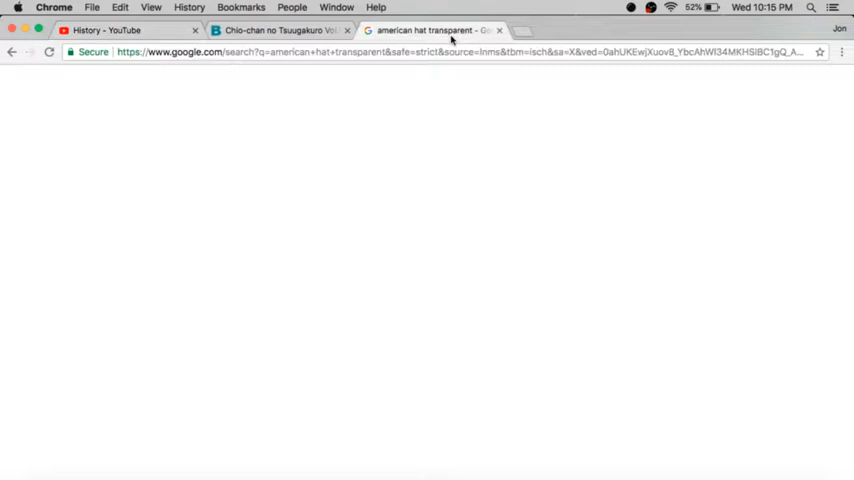 Chrome File Edit View History Bookmarks People Window Help 52% Wed 10:15 PM
History - YouTube Chio-chan no Tsuugakuro Vol. american hat transparent - Go Jon
Secure https://www.google.com/search?q=american+hat+transparent&safe=strict&source=lnms&tbm=isch&sa=X&ved=